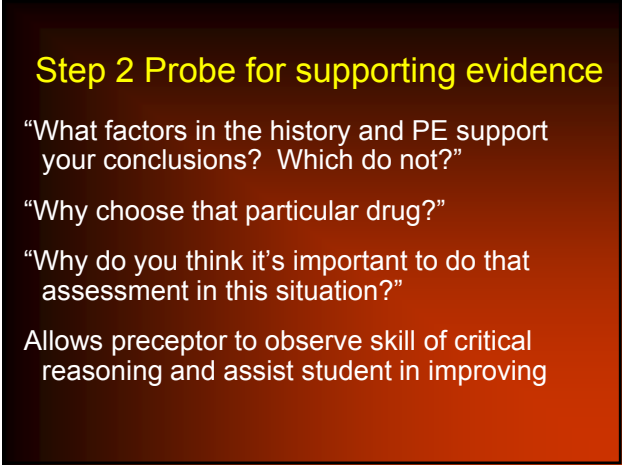 Step 2 Probe for supporting evidence
“What factors in the history and PE support
your conclusions?  Which do not?”
“Why choose that particular drug?”
“Why do you think it’s important to do that
assessment in this situation?”
Allows preceptor to observe skill of critical
reasoning and assist student in improving